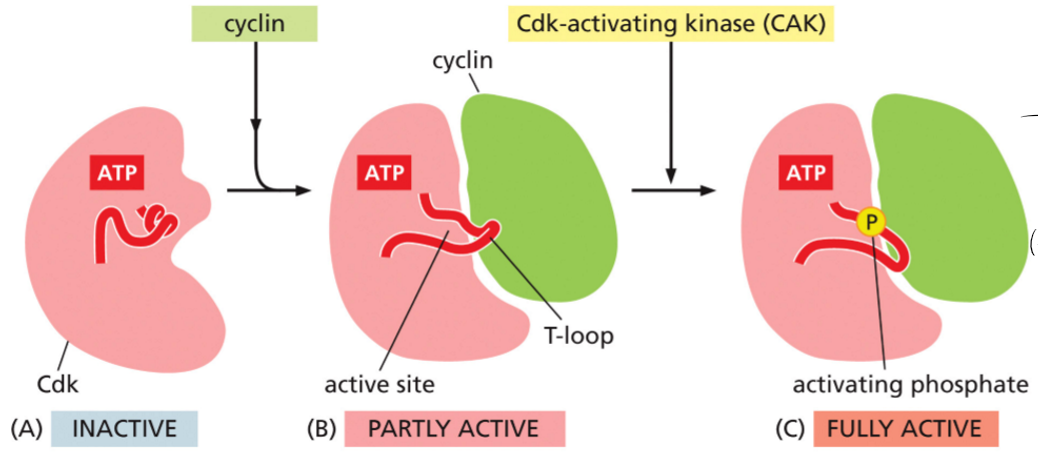 cyclin
Cdk-activating kinase (CAK)
cyclin
ATP
ATP
ATP
P
T-loop
Cdk
active site
activating phosphate
(A) INACTIVE
(B) PARTLY ACTIVE
(C) FULLY ACTIVE